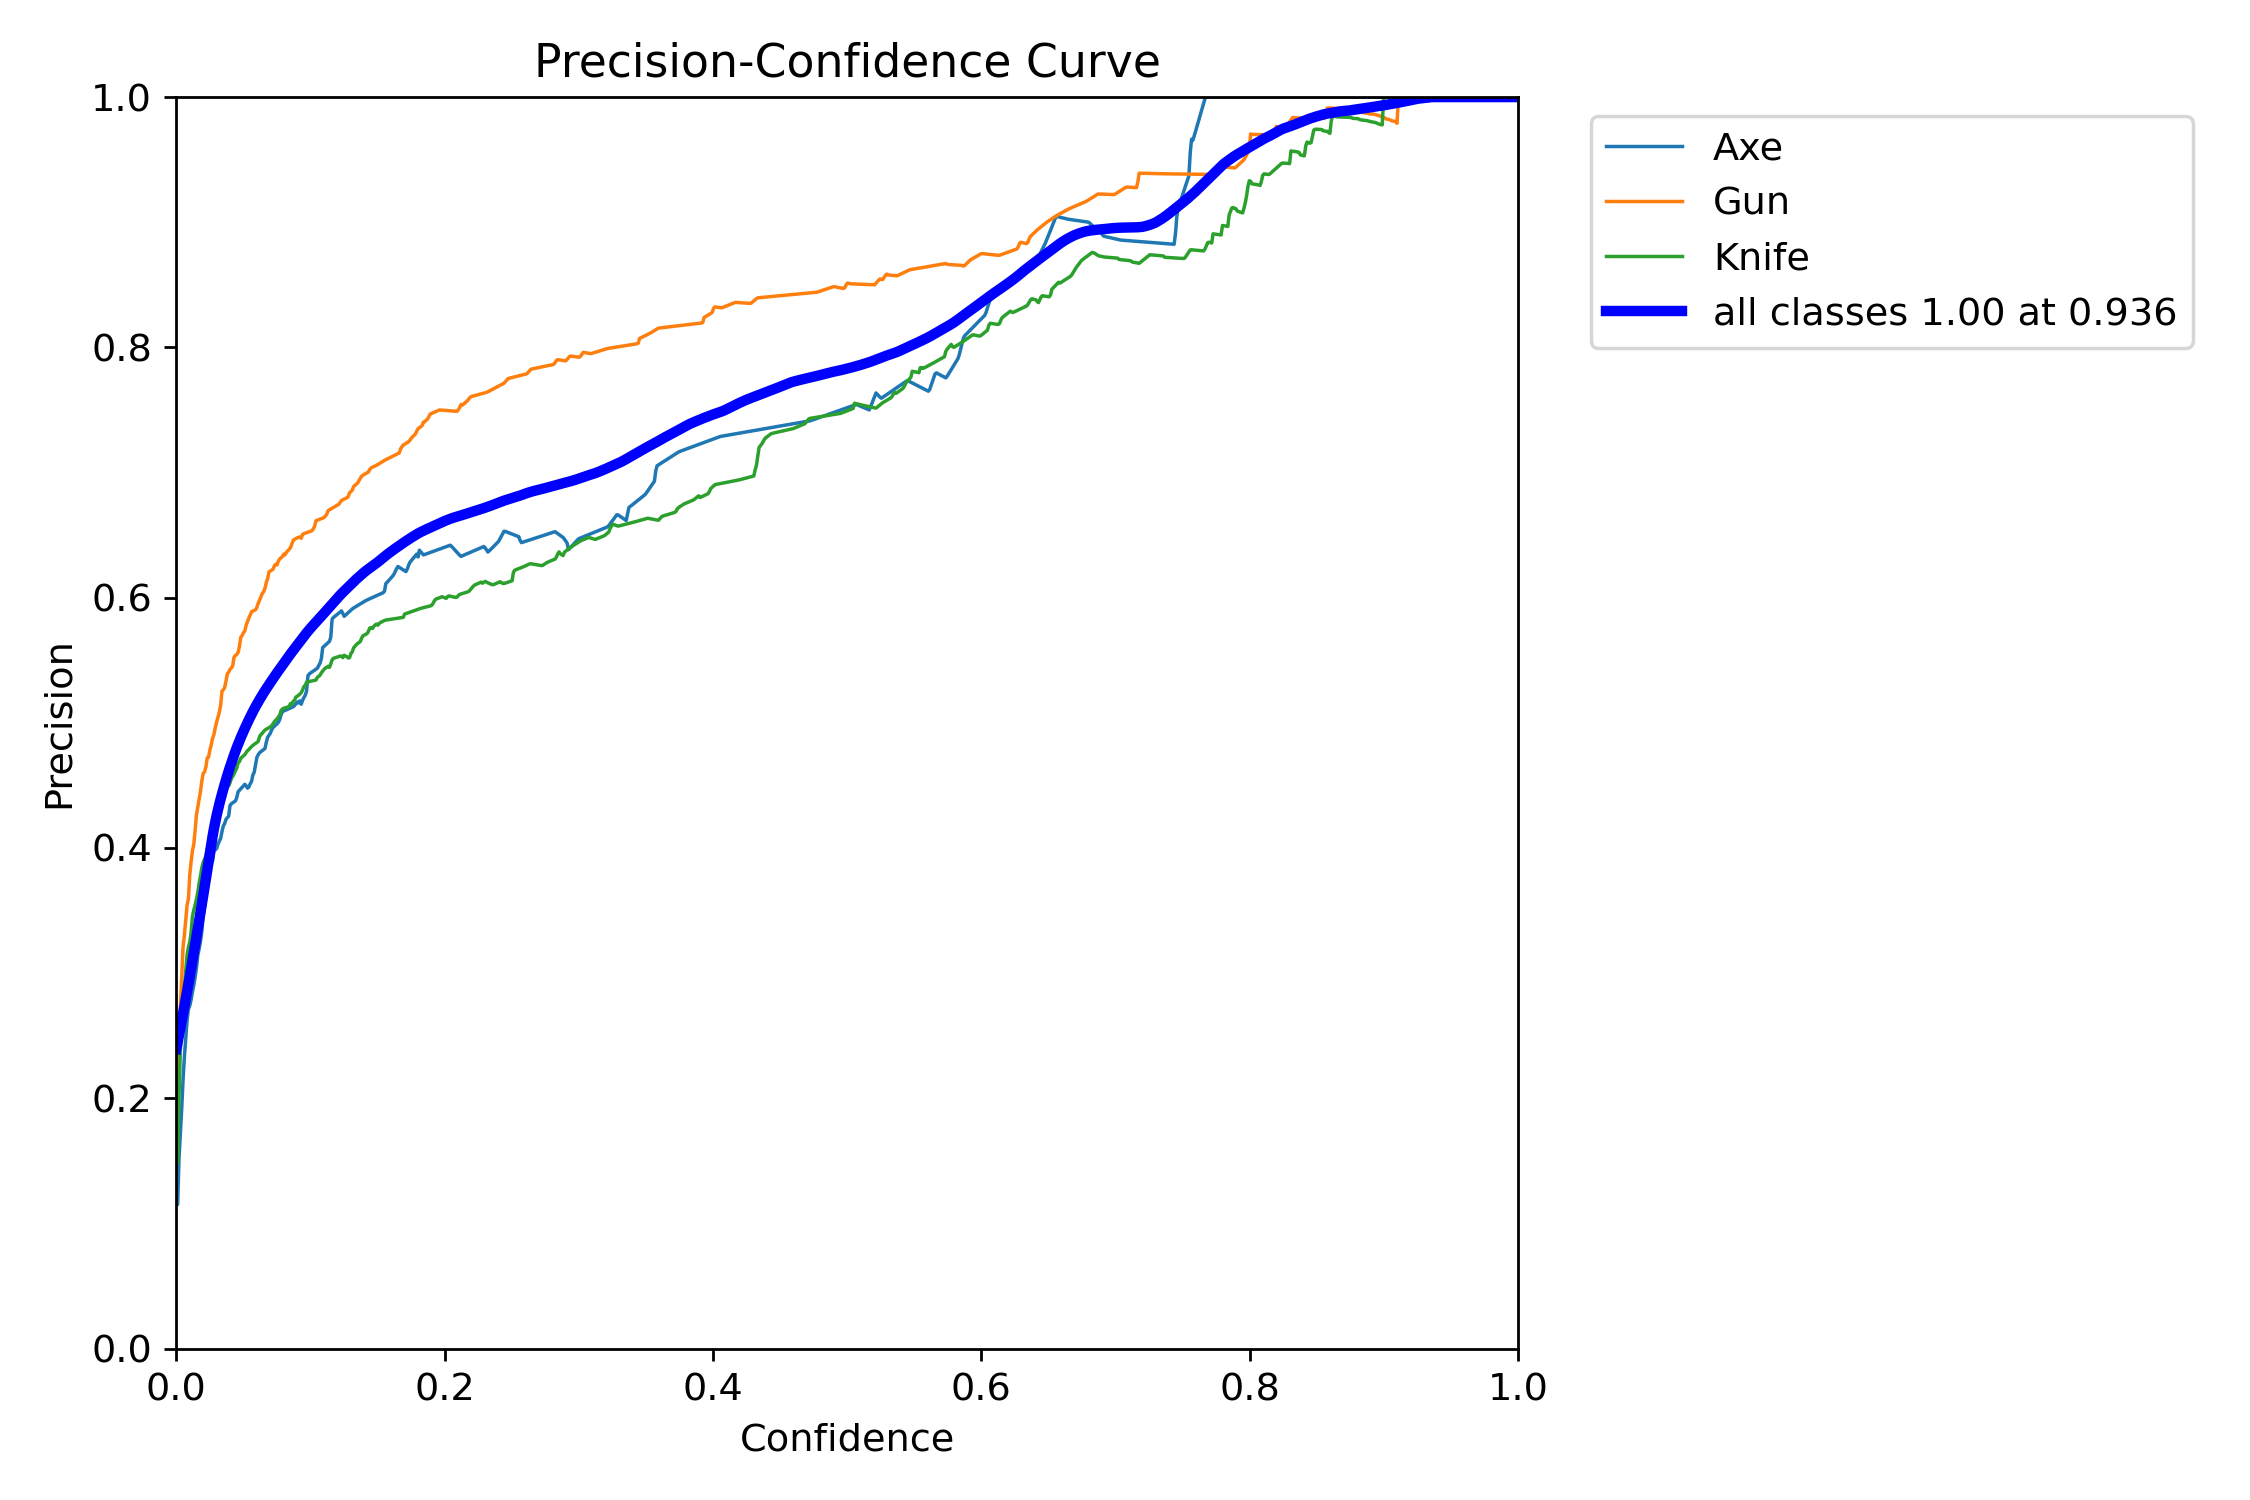 Precision-Confidence Curve
1.0
0.8
0.6
0.4
0.2
0.0
Precision
0.0 0.2 0.4 0.6 0.8 1.0
Confidence
Axe
Gun
Knife
all classes 1.00 at 0.936